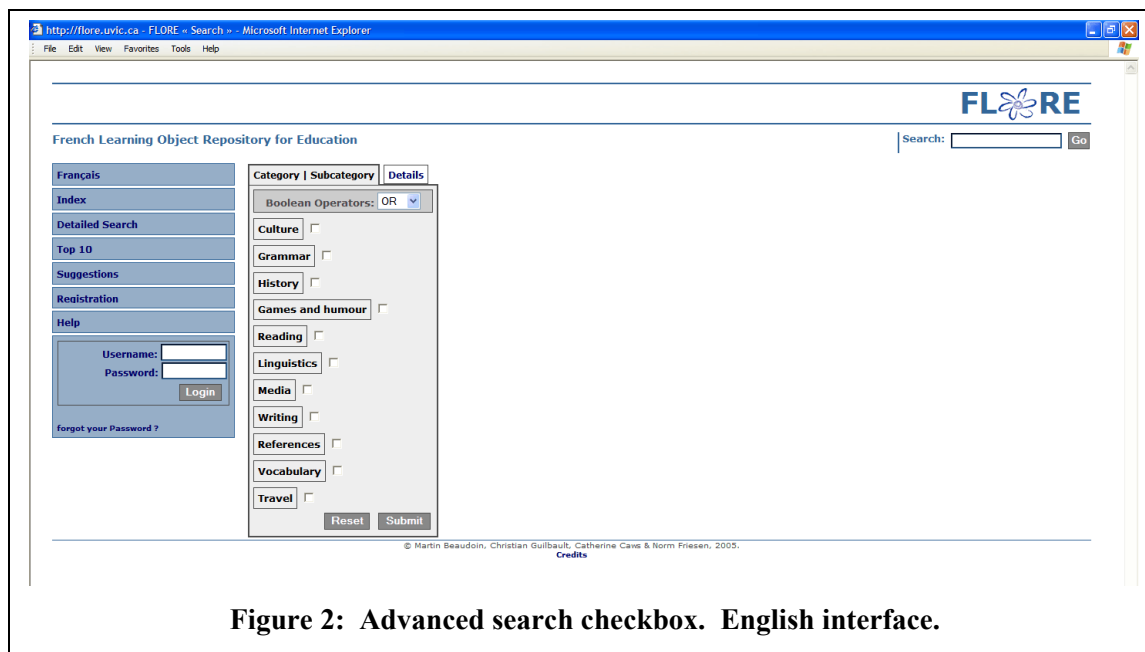 http://flore.uvic.ca - FLORE « Search » - Microsoft Internet Explorer
File Edit View Favorites Tools Help
FLORE
French Learning Object Repository for Education
Search: Go
Français
Index
Detailed Search
Top 10
Suggestions
Registration
Help
Username:
Password:
Login
forgot your Password ?
Category | Subcategory Details
Boolean Operators: OR
Culture
Grammar
History
Games and humour
Reading
Linguistics
Media
Writing
References
Vocabulary
Travel
Reset Submit
© Martin Beaudoin, Christian Guilbault, Catherine Caws & Norm Friesen, 2005.
Credits
Figure 2: Advanced search checkbox. English interface.